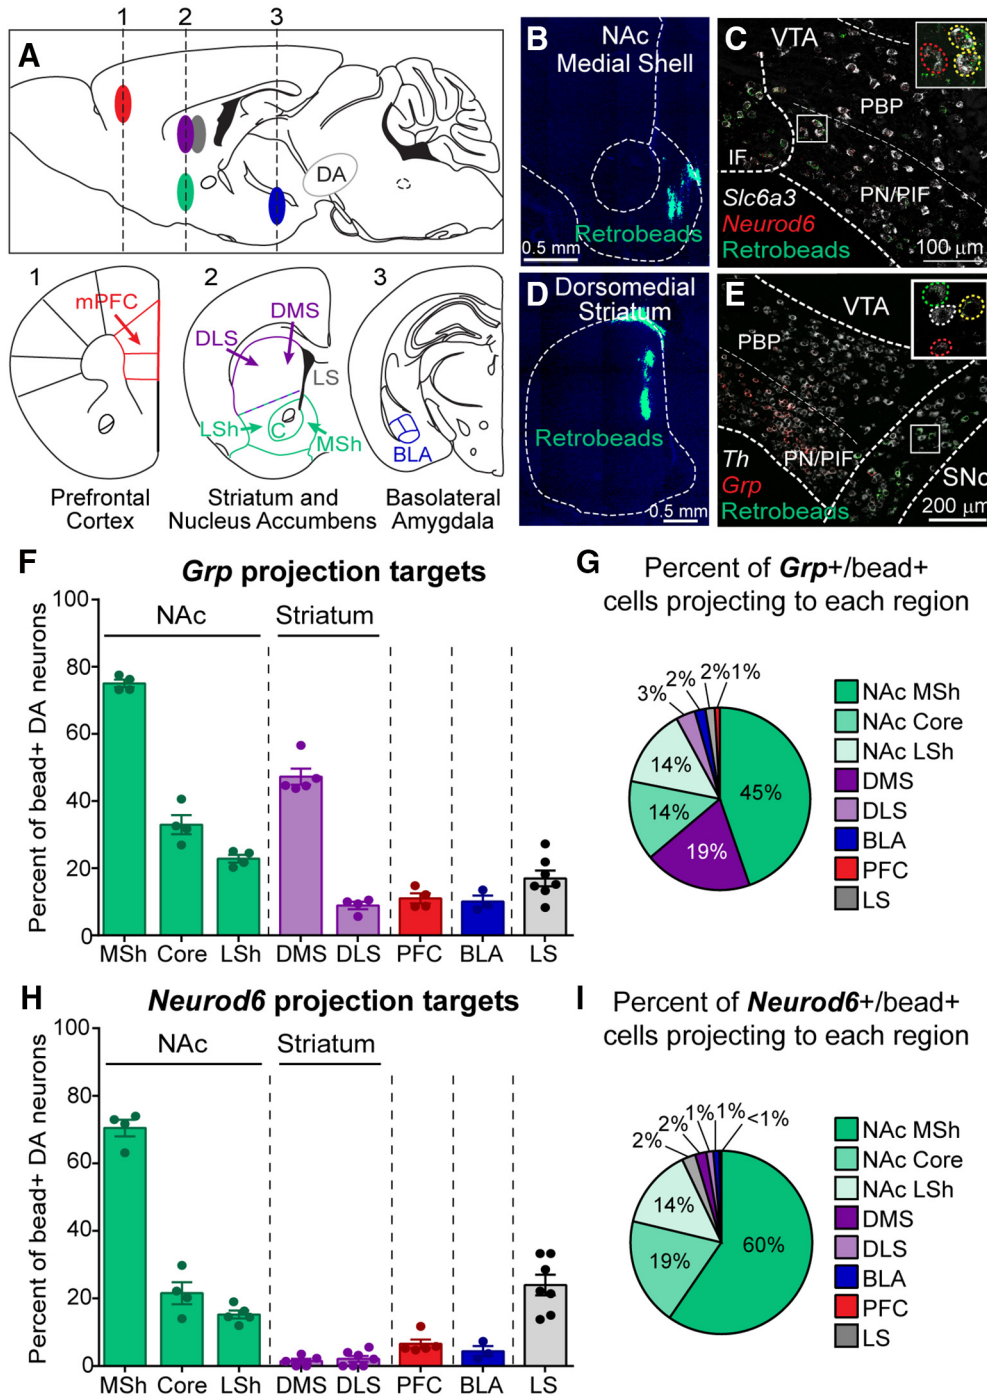 1 2 3
A
DA
1 2 3
mPFC
DMS
DLS
LS
LSh
C
MSh
BLA
Prefrontal
Cortex
Striatum and
Nucleus Accumbens
Basolateral
Amygdala
B
NAc
Medial Shell
Retrobeads
0.5 mm
C
VTA
PBP
IF
PN/PIF
Slc6a3
Neurod6
Retrobeads
100 µm
D
Dorsomedial
Striatum
Retrobeads
0.5 mm
E
VTA
PBP
PN/PIF
Th
Grp
Retrobeads
SNc
200 µm
F
Grp projection targets
NAc Striatum
Percent of bead+ DA neurons
100
80
60
40
20
0
MSh Core LSh DMS DLS PFC BLA LS
G
Percent of Grp+/bead+
cells projecting to each region
3% 2% 2% 1%
14%
14%
19%
45%
NAc MSh
NAc Core
NAc LSh
DMS
DLS
BLA
PFC
LS
H
Neurod6 projection targets
NAc Striatum
Percent of bead+ DA neurons
100
80
60
40
20
0
MSh Core LSh DMS DLS PFC BLA LS
I
Percent of Neurod6+/bead+
cells projecting to each region
2% 2% 1% 1% <1%
14%
19%
60%
NAc MSh
NAc Core
NAc LSh
DMS
DLS
BLA
PFC
LS